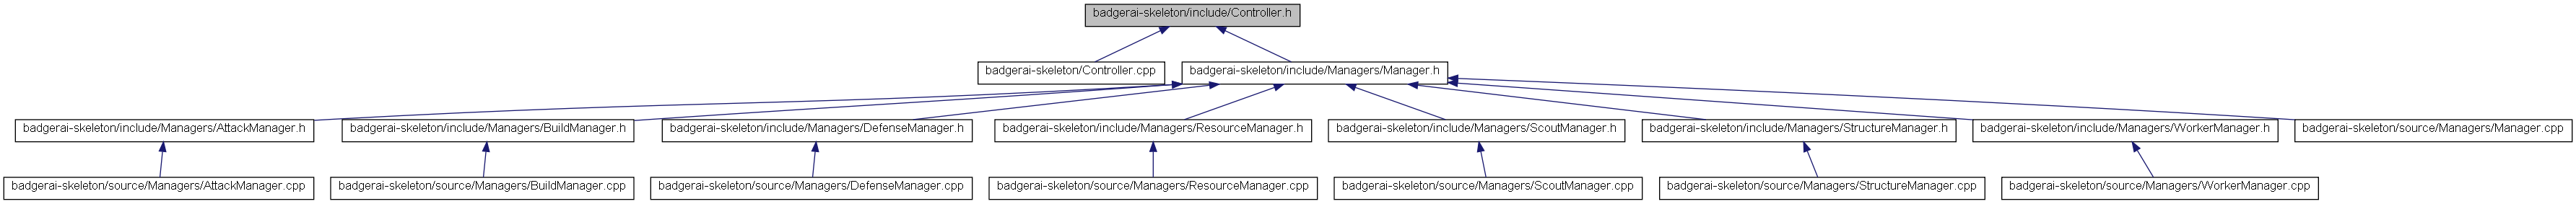 badgerai-skeleton/include/Controller.h
badgerai-skeleton/Controller.cpp
badgerai-skeleton/include/Managers/Manager.h
badgerai-skeleton/include/Managers/AttackManager.h
badgerai-skeleton/include/Managers/BuildManager.h
badgerai-skeleton/include/Managers/DefenseManager.h
badgerai-skeleton/include/Managers/ResourceManager.h
badgerai-skeleton/include/Managers/ScoutManager.h
badgerai-skeleton/include/Managers/StructureManager.h
badgerai-skeleton/include/Managers/WorkerManager.h
badgerai-skeleton/source/Managers/Manager.cpp
badgerai-skeleton/source/Managers/AttackManager.cpp
badgerai-skeleton/source/Managers/BuildManager.cpp
badgerai-skeleton/source/Managers/DefenseManager.cpp
badgerai-skeleton/source/Managers/ResourceManager.cpp
badgerai-skeleton/source/Managers/ScoutManager.cpp
badgerai-skeleton/source/Managers/StructureManager.cpp
badgerai-skeleton/source/Managers/WorkerManager.cpp